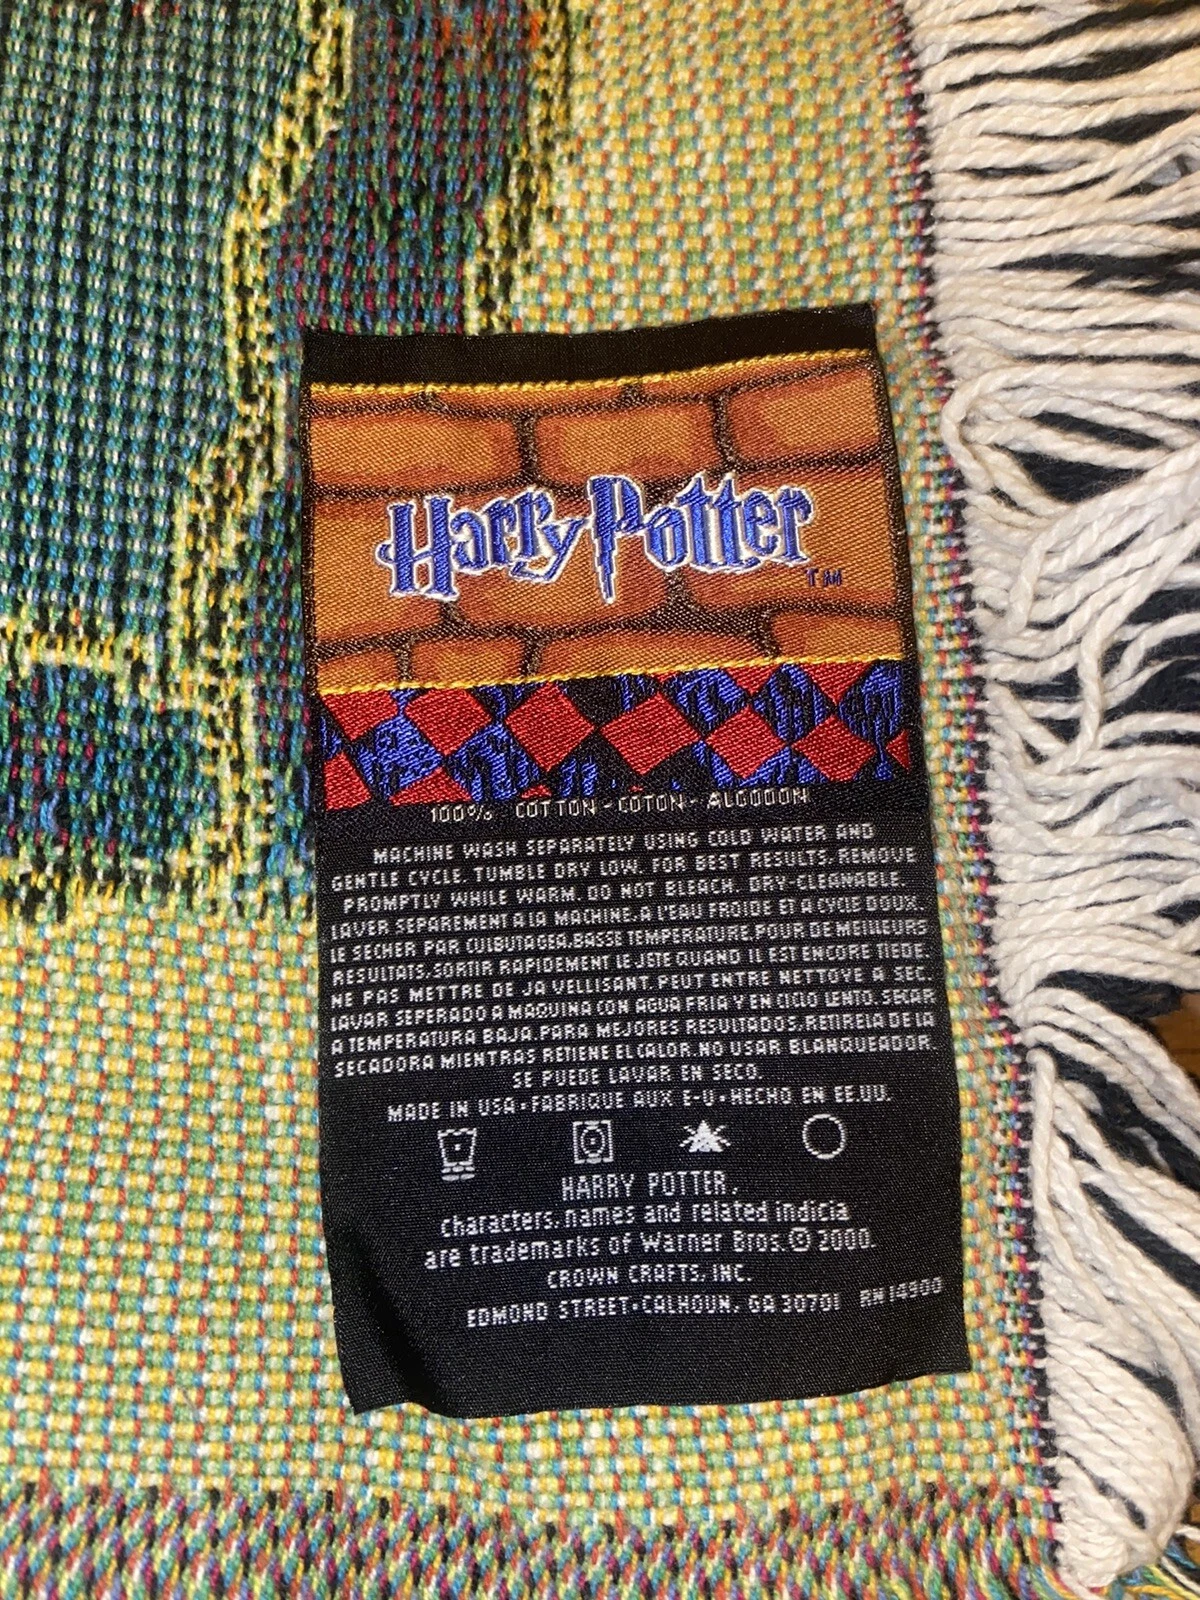 Harry Potter
TM
100% COTTON - COTON - ALGODON
MACHINE WASH SEPARATELY USING COLD WATER AND
GENTLE CYCLE. TUMBLE DRY LOW. FOR BEST RESULTS, REMOVE
PROMPTLY WHILE WARM. DO NOT BLEACH. DRY-CLEANABLE.
LAVER SEPAREMENT A LA MACHINE, A L'EAU FROIDE ET A CYCLE DOUX.
LE SECHER PAR CULBUTAGEA, BASSE TEMPERATURE, POUR DE MEILLEURS
RESULTATS, SORTIR RAPIDEMENT LE JETE QUAND IL EST ENCORE TIEDE.
NE PAS METTRE DE JA VELLISANT. PEUT ENTRE NETTOYE A SEC.
LAVAR SEPERADO A MAQUINA CON AGUA FRIA Y EN CICLO LENTO. SECAR
A TEMPERATURA BAJA, PARA MEJORES RESULTADOS, RETIRELA DE LA
SECADORA MIENTRAS RETIENE EL CALOR. NO USAR BLANQUEADOR.
SE PUEDE LAVAR EN SECO.
MADE IN USA • FABRIQUE AUX E-U • HECHO EN EE.UU.
HARRY POTTER,
characters, names and related indicia
are trademarks of Warner Bros. © 2000.
CROWN CRAFTS, INC.
EDMOND STREET • CALHOUN, GA 30701 RN 14900